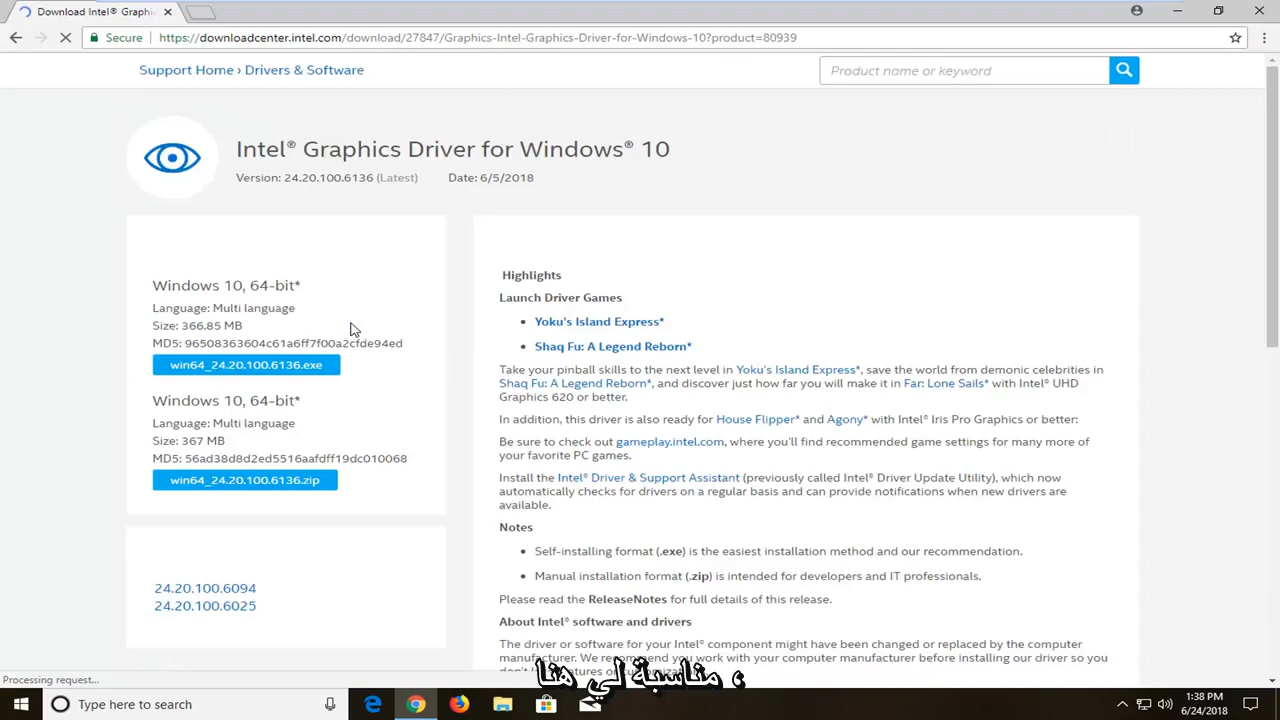 Download Intel® Graphi
Secure
https://downloadcenter.intel.com/download/27847/Graphics-Intel-Graphics-Driver-for-Windows-10?product=80939
Support Home › Drivers & Software
Product name or keyword
Intel® Graphics Driver for Windows® 10
Version: 24.20.100.6136 (Latest) Date: 6/5/2018
Windows 10, 64-bit*
Language: Multi language
Size: 366.85 MB
MD5: 96508363604c61a6ff7f00a2cfde94ed
win64_24.20.100.6136.exe
Windows 10, 64-bit*
Language: Multi language
Size: 367 MB
MD5: 56ad38d8d2ed5516aafdff19dc010068
win64_24.20.100.6136.zip
24.20.100.6094
24.20.100.6025
Highlights
Launch Driver Games
• Yoku's Island Express*
• Shaq Fu: A Legend Reborn*
Take your pinball skills to the next level in Yoku's Island Express*, save the world from demonic celebrities in
Shaq Fu: A Legend Reborn*, and discover just how far you will make it in Far: Lone Sails* with Intel® UHD
Graphics 620 or better.
In addition, this driver is also ready for House Flipper* and Agony* with Intel® Iris Pro Graphics or better:
Be sure to check out gameplay.intel.com, where you'll find recommended game settings for many more of
your favorite PC games.
Install the Intel® Driver & Support Assistant (previously called Intel® Driver Update Utility), which now
automatically checks for drivers on a regular basis and can provide notifications when new drivers are
available.
Notes
• Self-installing format (.exe) is the easiest installation method and our recommendation.
• Manual installation format (.zip) is intended for developers and IT professionals.
Please read the ReleaseNotes for full details of this release.
About Intel® software and drivers
The driver or software for your Intel® component might have been changed or replaced by the computer
manufacturer. We recommend you work with your computer manufacturer before installing our driver so you
، مناسبة لي هنا
Processing request...
Type here to search
1:38 PM
6/24/2018